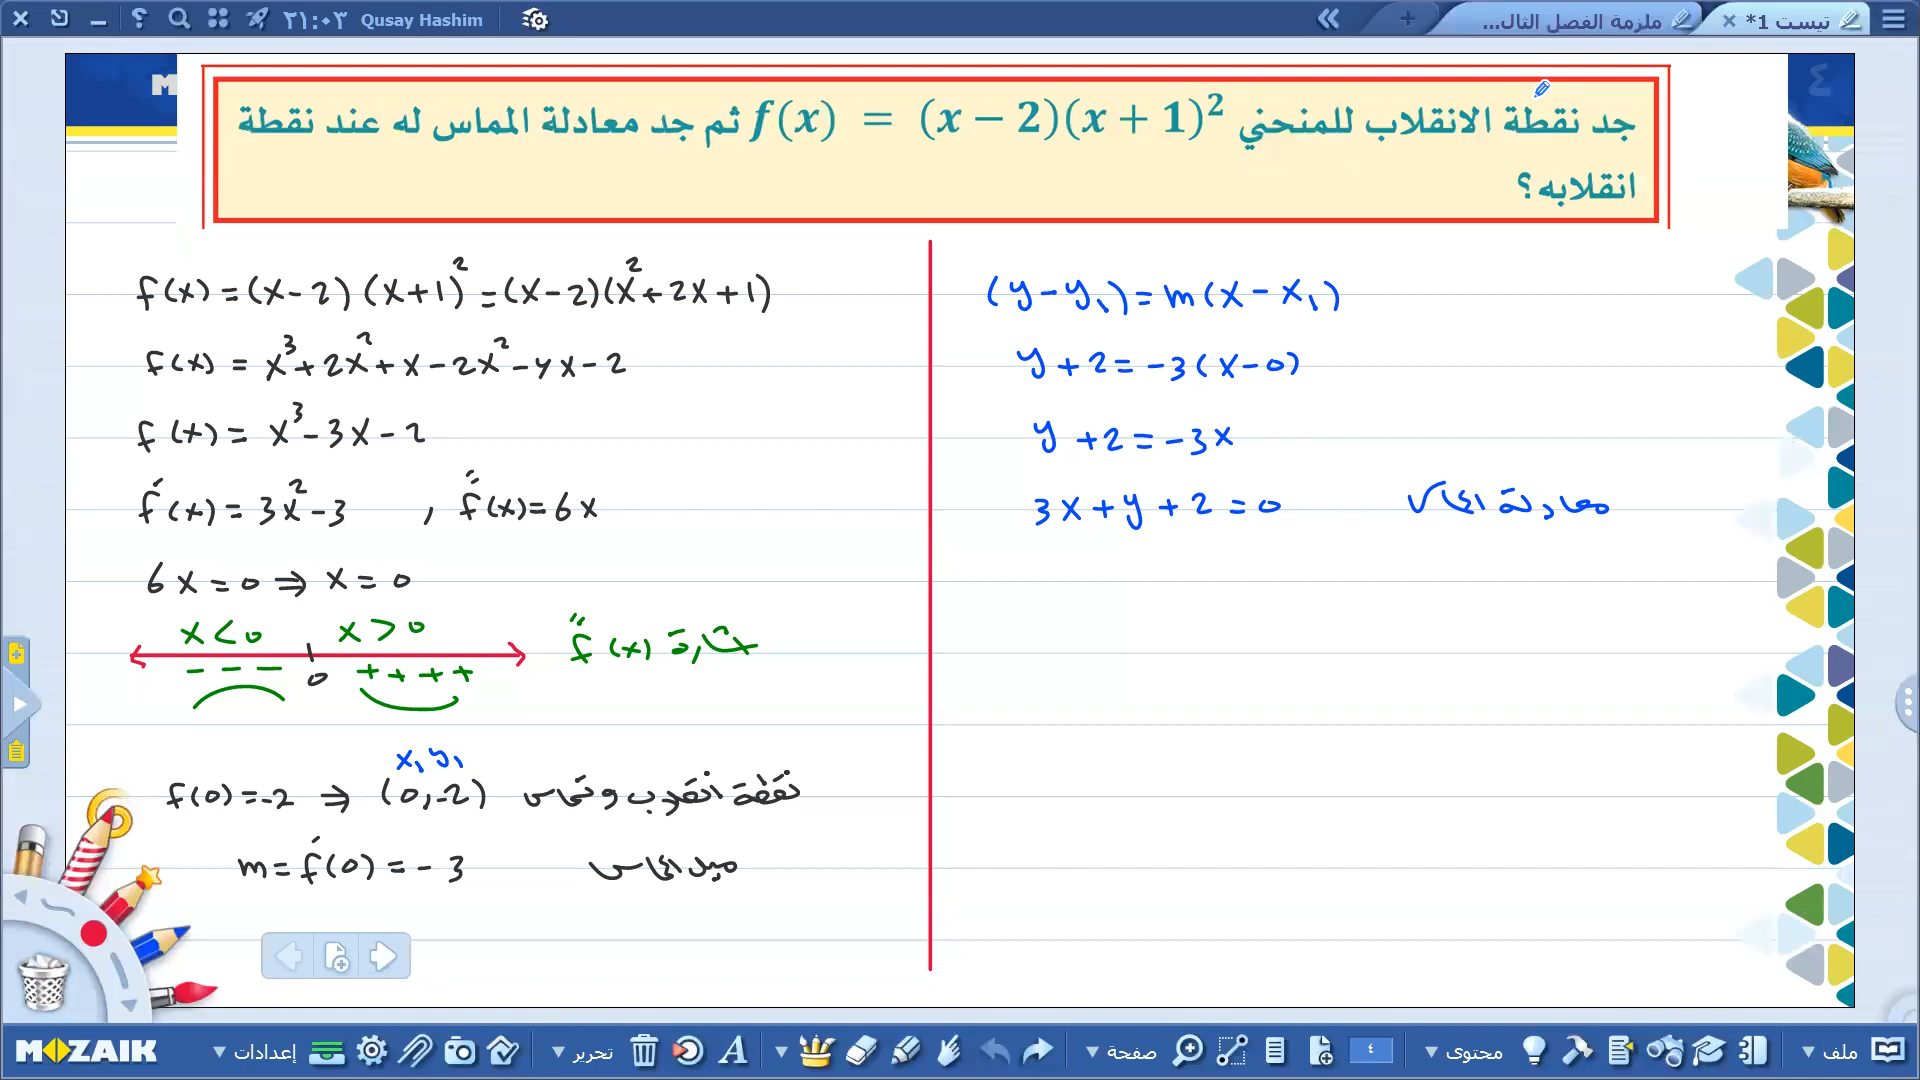 ٢١:٠٣ Qusay Hashim
ملزمة الفصل الثال...
تيست 1*
جد نقطة الانقلاب للمنحني f(x) = (x − 2)(x + 1)² ثم جد معادلة المماس له عند نقطة
انقلابه؟
f(x) = (x-2) (x+1)² = (x-2)(x²+2x+1)
f(x) = x³+2x²+x-2x²-4x-2
f(x) = x³-3x-2
f́(x) = 3x²-3 , f̋(x)=6x
6x=0 ⇒ x=0
x<0 x>0
إشارة f̋(x)
- - - 0 + + + +
x₁ y₁
f(0)=-2 ⇒ (0,-2) نقطة انقلاب وتماس
m= f́(0) = -3 ميل المماس
(y-y₁)=m(x-x₁)
y+2=-3(x-0)
y+2=-3x
3x+y+2=0 معادلة المماس
MOZAIK
إعدادات
تحرير
صفحة
٤
محتوى
ملف